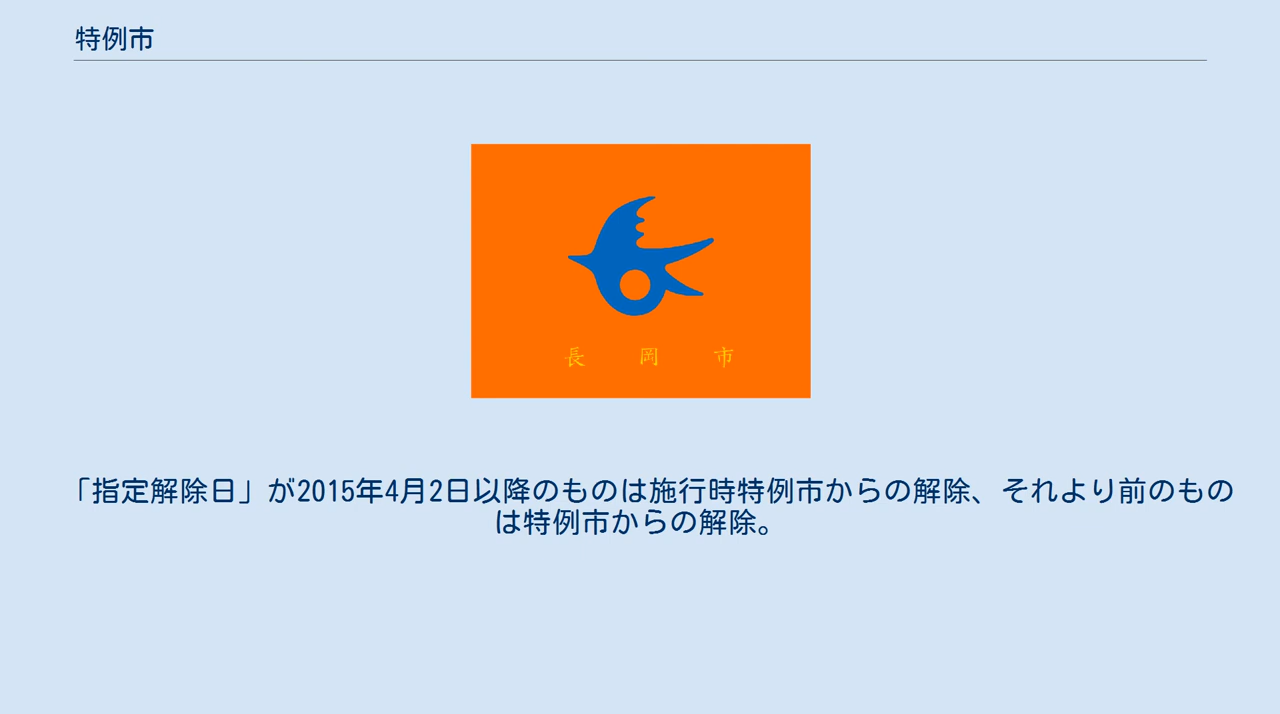 特例市
長 岡 市
「指定解除日」が2015年4月2日以降のものは施行時特例市からの解除、それより前のもの
は特例市からの解除。